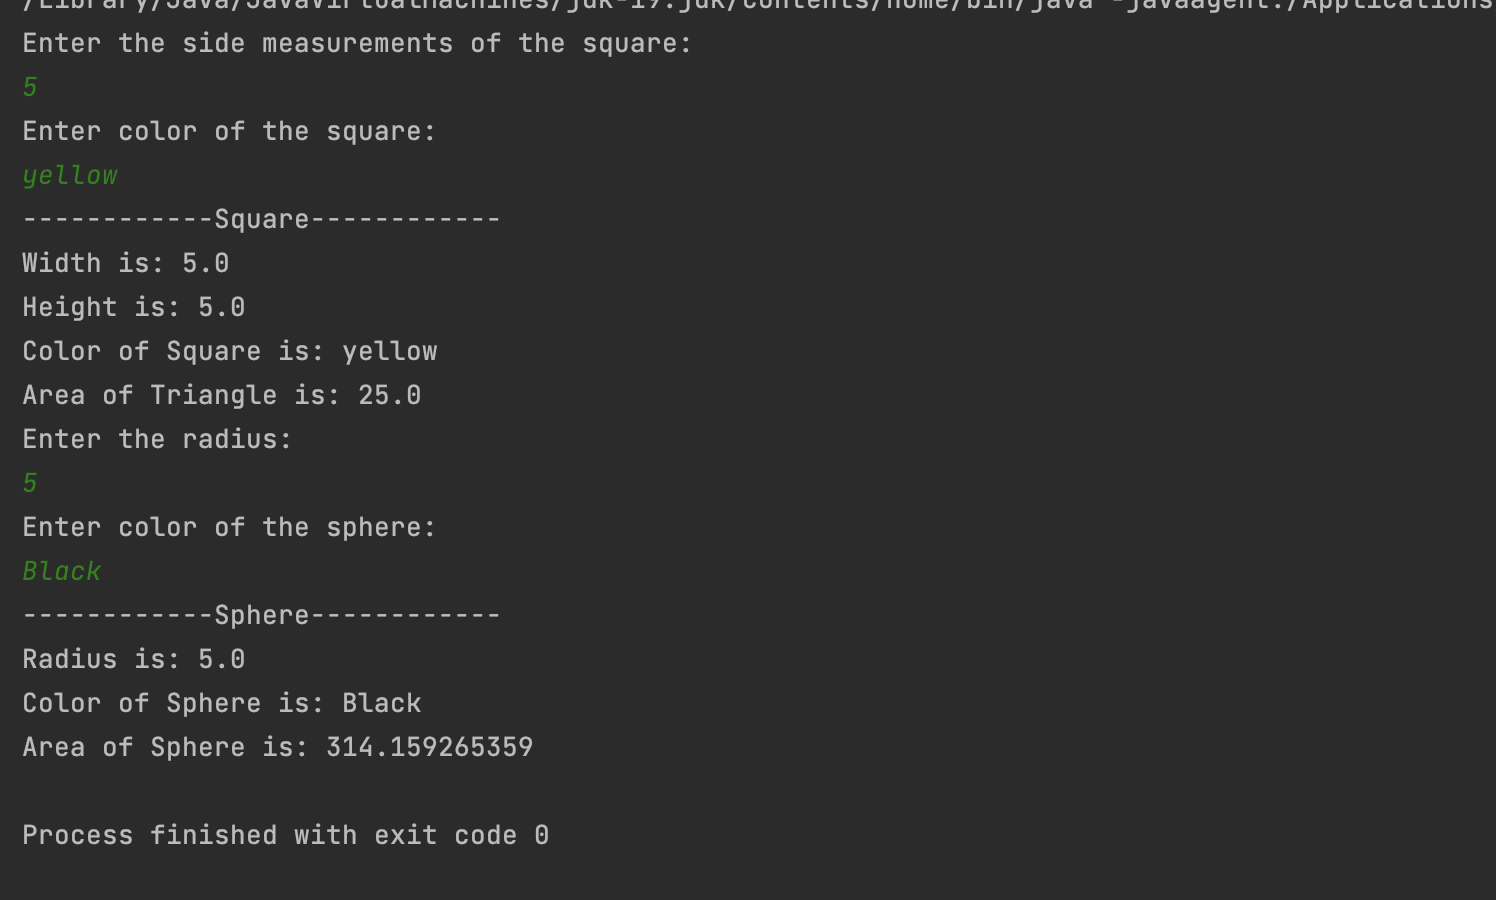 /Library/Java/JavaVirtualMachines/jdk-19.jdk/Contents/Home/bin/java -javaagent:/Applications
Enter the side measurements of the square:
5
Enter color of the square:
yellow
------------Square------------
Width is: 5.0
Height is: 5.0
Color of Square is: yellow
Area of Triangle is: 25.0
Enter the radius:
5
Enter color of the sphere:
Black
------------Sphere------------
Radius is: 5.0
Color of Sphere is: Black
Area of Sphere is: 314.159265359
Process finished with exit code 0